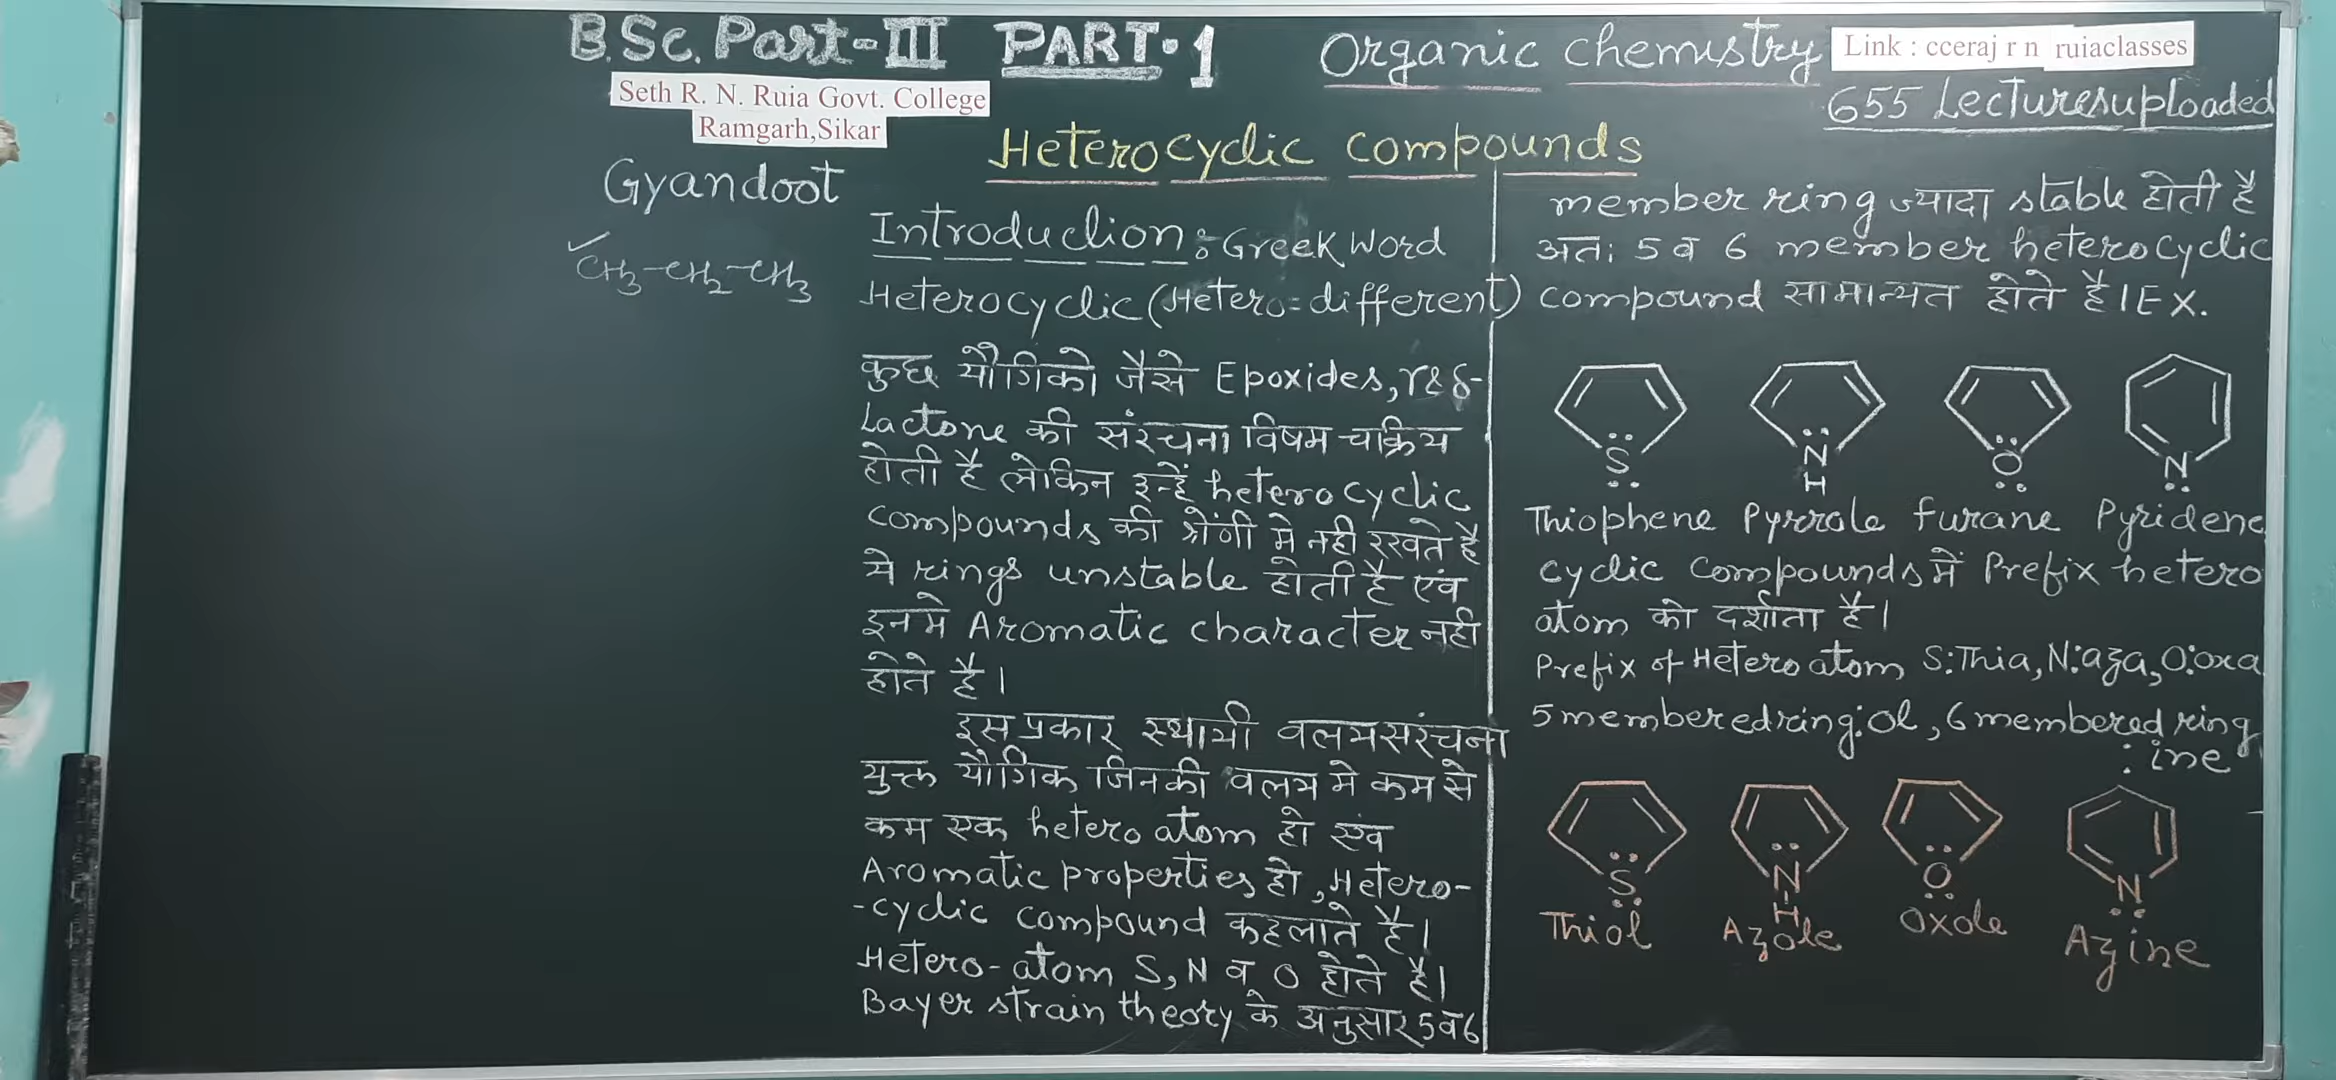 B.Sc. Part-III PART-1 Organic chemistry
Link : cceraj r n ruiaclasses
Seth R. N. Ruia Govt. College
Ramgarh,Sikar
655 Lecturesuploaded
Heterocyclic compounds
Gyandoot
CH3-CH2-CH3
Introduction : Greek Word
Heterocyclic (Hetero=different)
कुछ यौगिको जैसे Epoxides, r & δ-
Lactone की संरचना विषम चक्रिय
होती है लेकिन इन्हें heterocyclic
compounds की श्रेणी मे नही रखते है
ये rings unstable होती है एंव
इनमे Aromatic character नही
होते है।
इस प्रकार स्थायी वलय संरंचना
युक्त यौगिक जिनकी वलय मे कम से
कम एक hetero atom हो एंव
Aromatic properties हो, Hetero-
-cyclic compound कहलाते है।
Hetero-atom S, N व O होते है।
Bayer strain theory के अनुसार 5 व 6
member ring ज्यादा stable होती है
अतः 5 व 6 member heterocyclic
compound सामान्यत होते है। EX.
S N H O N
Thiophene Pyrrole furane Pyridene
cyclic compounds में Prefix hetero
atom को दर्शाता है।
Prefix of Hetero atom S:Thia, N:aza, O:oxa
5 membered ring:ol, 6 membered ring
: ine
S N H O N
Thiol Azole Oxole Azine